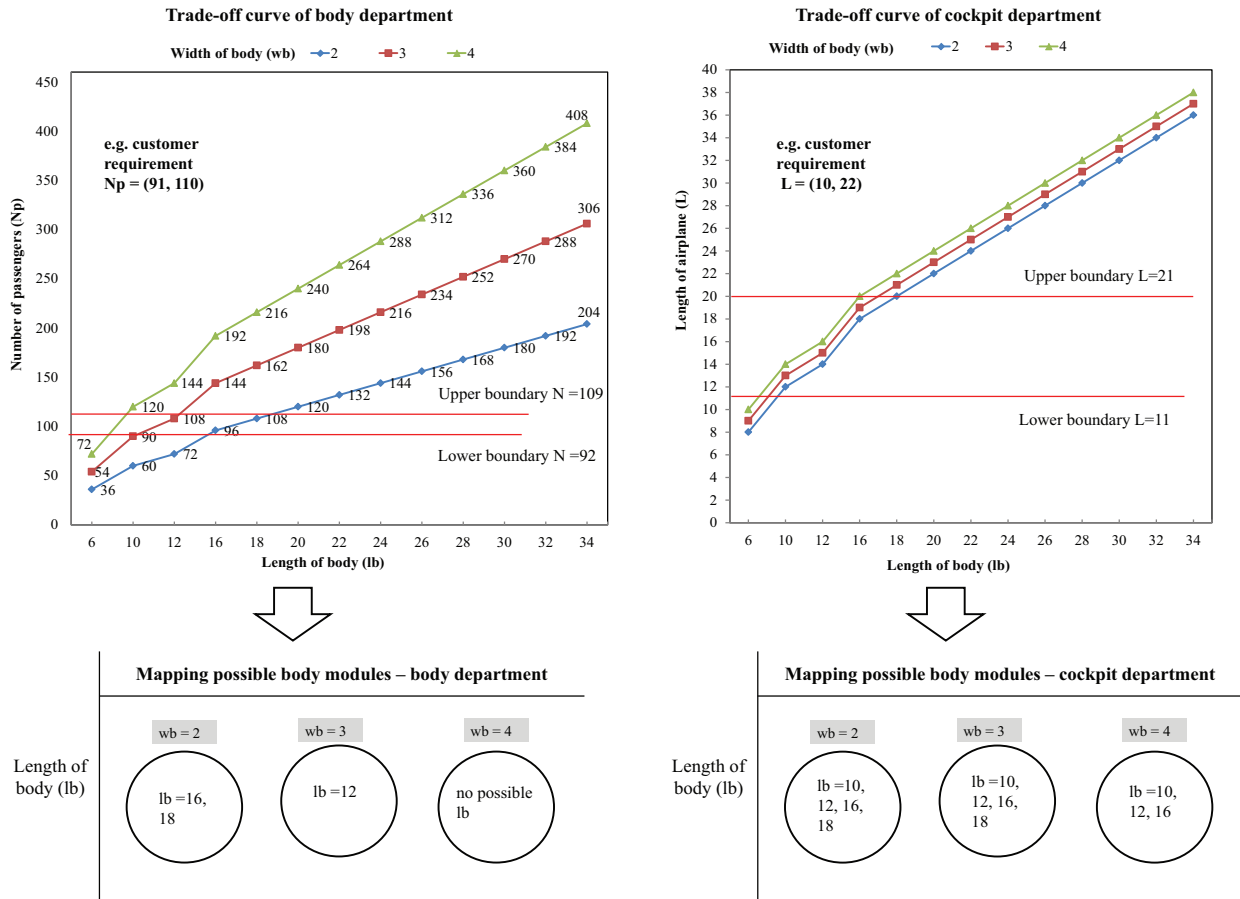 Trade-off curve of body department
Width of body (wb) 2 3 4
Number of passengers (Np)
450
400
350
300
250
200
150
100
50
0
e.g. customer
requirement
Np = (91, 110)
408
384
360
336
312
288
264
240
216
192
144
120
72
306
288
270
252
234
216
198
180
162
144
108
90
54
204
192
180
168
156
144
132
120
108
96
72
60
36
Upper boundary N =109
Lower boundary N =92
6 10 12 16 18 20 22 24 26 28 30 32 34
Length of body (lb)
Trade-off curve of cockpit department
Width of body (wb) 2 3 4
Length of airplane (L)
40
38
36
34
32
30
28
26
24
22
20
18
16
14
12
10
8
6
4
2
0
e.g. customer
requirement
L = (10, 22)
Upper boundary L=21
Lower boundary L=11
6 10 12 16 18 20 22 24 26 28 30 32 34
Length of body (lb)
Mapping possible body modules – body department
Length of
body (lb)
wb = 2
lb =16,
18
wb = 3
lb =12
wb = 4
no possible
lb
Mapping possible body modules – cockpit department
Length of
body (lb)
wb = 2
lb =10,
12, 16,
18
wb = 3
lb =10,
12, 16,
18
wb = 4
lb =10,
12, 16